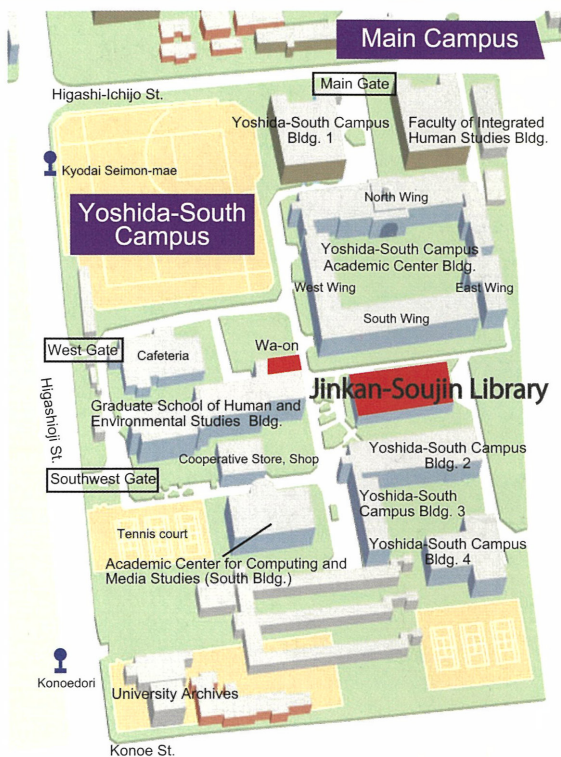 Main Campus
Main Gate
Higashi-Ichijo St.
Yoshida-South Campus
Bldg. 1
Faculty of Integrated
Human Studies Bldg.
Kyodai Seimon-mae
North Wing
Yoshida-South
Campus
Yoshida-South Campus
Academic Center Bldg.
West Wing
East Wing
South Wing
West Gate
Cafeteria
Wa-on
Jinkan-Soujin Library
Higashioji St.
Graduate School of Human and
Environmental Studies Bldg.
Yoshida-South Campus
Bldg. 2
Cooperative Store, Shop
Southwest Gate
Yoshida-South
Campus Bldg. 3
Tennis court
Yoshida-South Campus
Bldg. 4
Academic Center for Computing and
Media Studies (South Bldg.)
Konoedori
University Archives
Konoe St.